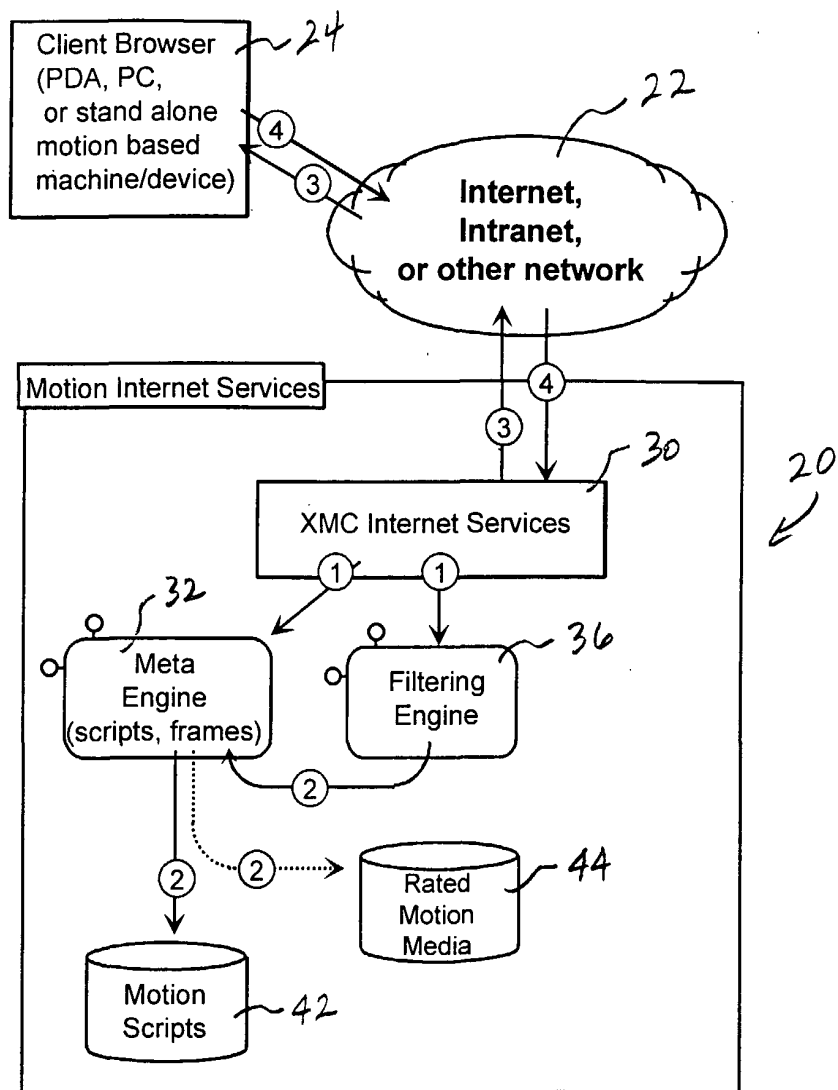 Client Browser
(PDA, PC,
or stand alone
motion based
machine/device)
24
4
3
22
Internet,
Intranet,
or other network
Motion Internet Services
4
3
30
20
XMC Internet Services
1
1
32
36
Meta
Engine
(scripts, frames)
Filtering
Engine
2
2
2
44
Rated
Motion
Media
Motion
Scripts
42